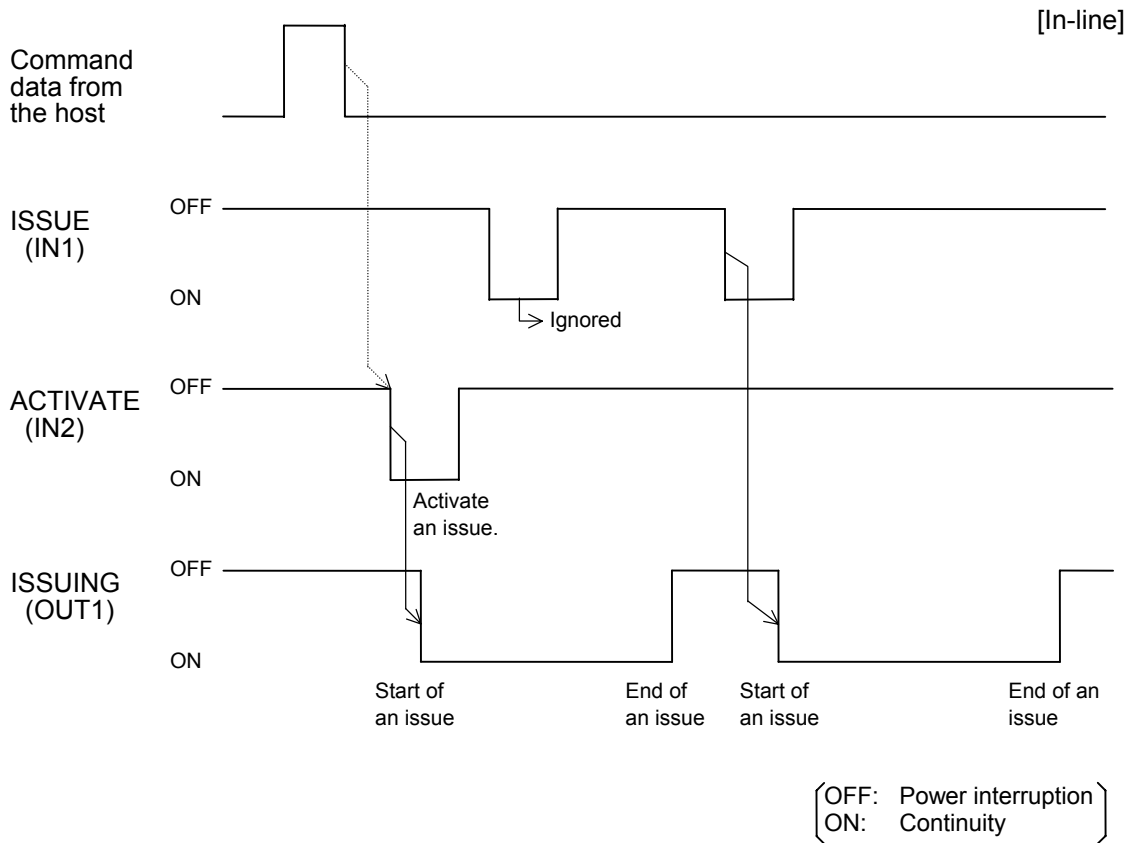 [In-line]
Command
data from
the host
OFF
ISSUE
(IN1)
ON
Ignored
OFF
ACTIVATE
(IN2)
ON
Activate
an issue.
OFF
ISSUING
(OUT1)
ON
Start of
an issue
End of
an issue
Start of
an issue
End of an
issue
OFF: Power interruption
ON: Continuity